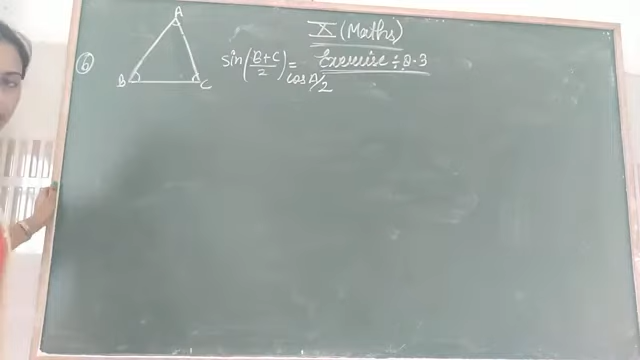 X (Maths)
Exercise ÷ 8.3
6
A
B
C
sin(B+C/2) = cos A/2